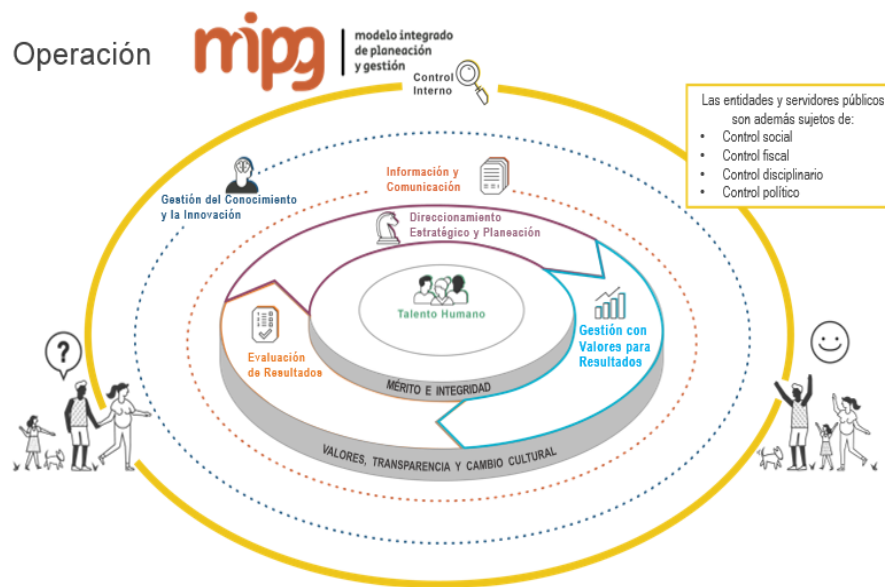 Operación
mipg
modelo integrado
de planeación
y gestión
Control
Interno
Las entidades y servidores públicos
son además sujetos de:
• Control social
• Control fiscal
• Control disciplinario
• Control político
Información y
Comunicación
Gestión del Conocimiento
y la Innovación
Direccionamiento
Estratégico y Planeación
Talento Humano
Gestión con
Valores para
Resultados
Evaluación
de Resultados
MÉRITO E INTEGRIDAD
VALORES, TRANSPARENCIA Y CAMBIO CULTURAL
?